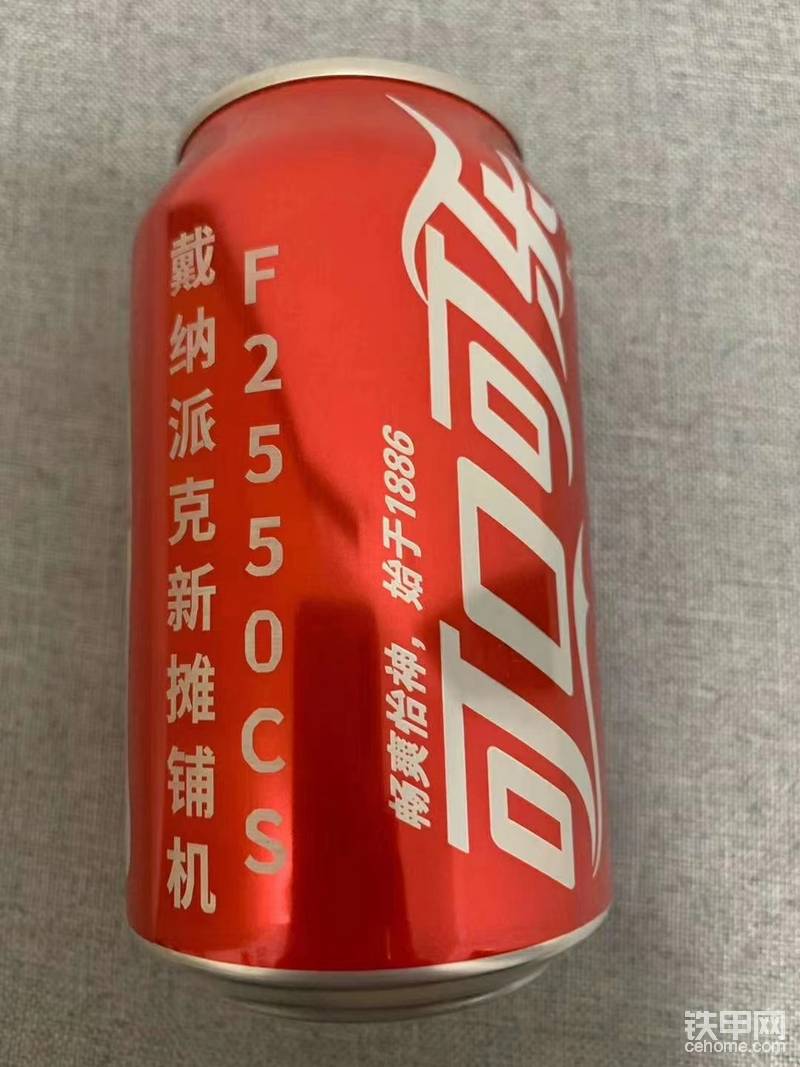 戴纳派克新摊铺机
F2550CS
畅爽怡神，始于1886
可口可乐
铁甲网
cehome.com